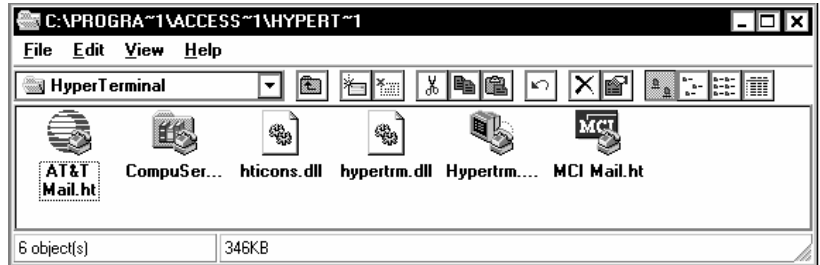 C:\PROGRA~1\ACCESS~1\HYPERT~1
File Edit View Help
HyperTerminal
MCI
AT&T Mail.ht
CompuSer...
hticons.dll
hypertrm.dll
Hypertrm....
MCI Mail.ht
6 object(s) 346KB